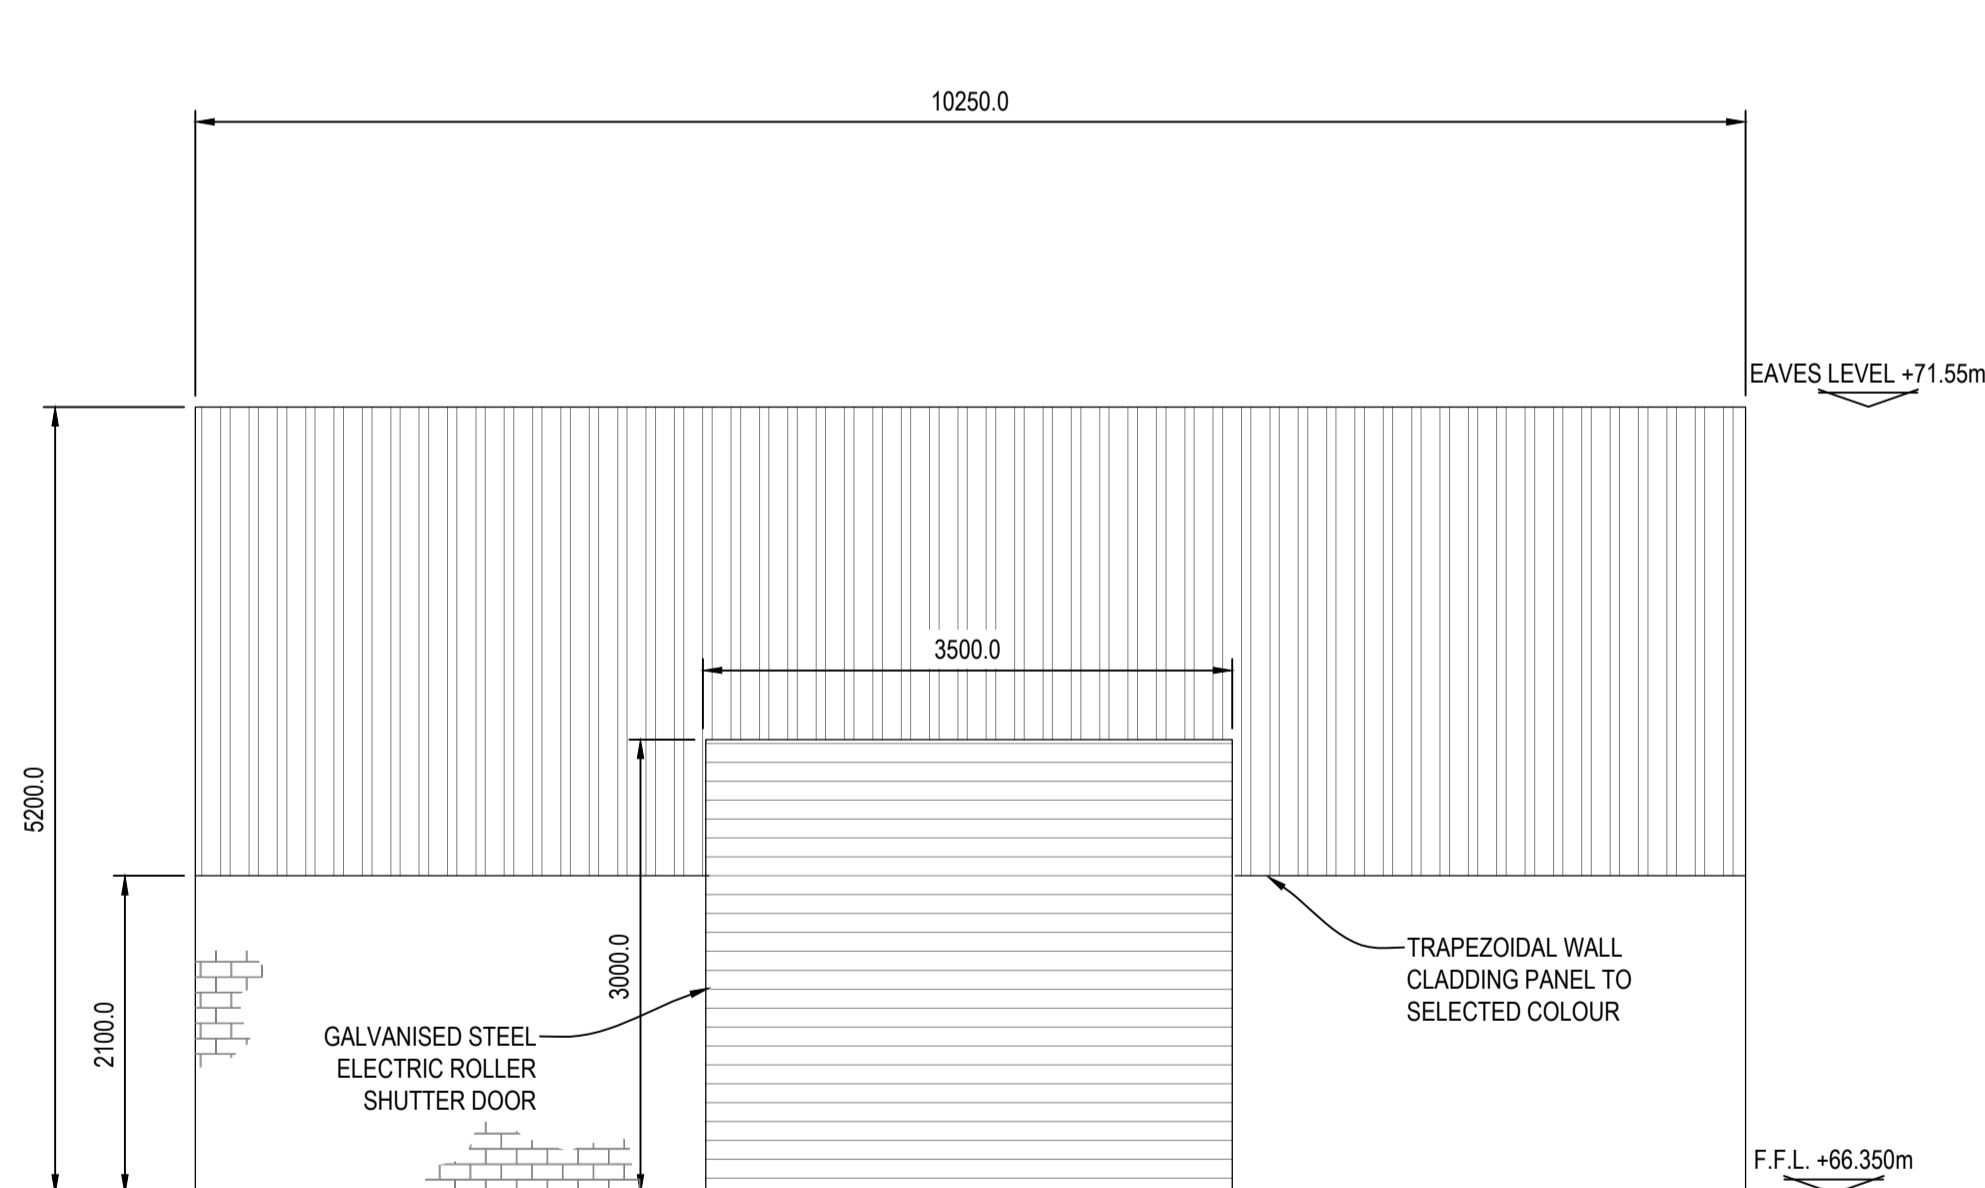 10250.0
EAVES LEVEL +71.55m
3500.0
5200.0
3000.0
2100.0
TRAPEZOIDAL WALL
CLADDING PANEL TO
SELECTED COLOUR
GALVANISED STEEL
ELECTRIC ROLLER
SHUTTER DOOR
F.F.L. +66.350m